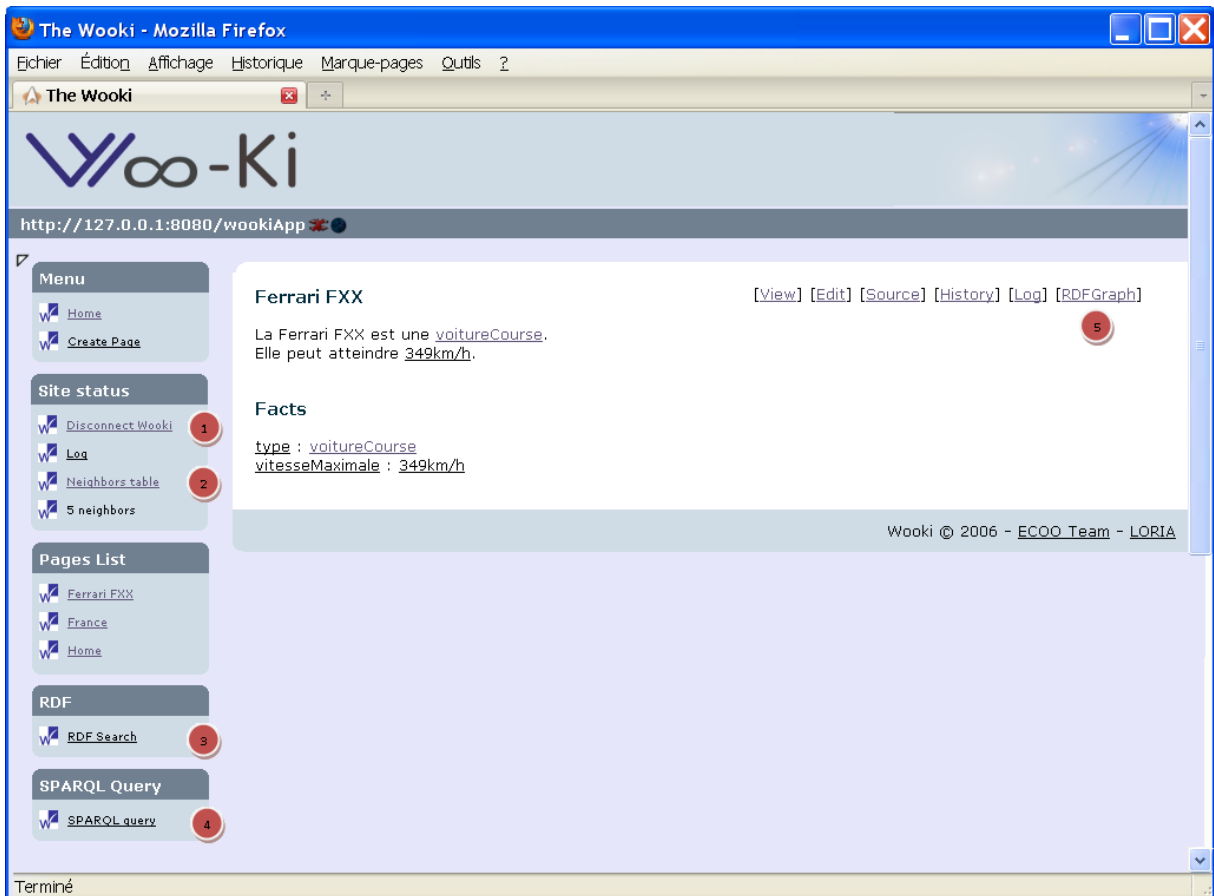 The Wooki - Mozilla Firefox
Fichier Édition Affichage Historique Marque-pages Outils ?
The Wooki
Woo-Ki
http://127.0.0.1:8080/wookiApp
Menu
Home
Create Page
Site status
Disconnect Wooki 1
Log
Neighbors table 2
5 neighbors
Pages List
Ferrari FXX
France
Home
RDF
RDF Search 3
SPARQL Query
SPARQL query 4
Ferrari FXX
[View] [Edit] [Source] [History] [Log] [RDFGraph]
5
La Ferrari FXX est une voitureCourse.
Elle peut atteindre 349km/h.
Facts
type : voitureCourse
vitesseMaximale : 349km/h
Wooki © 2006 - ECOO Team - LORIA
Terminé